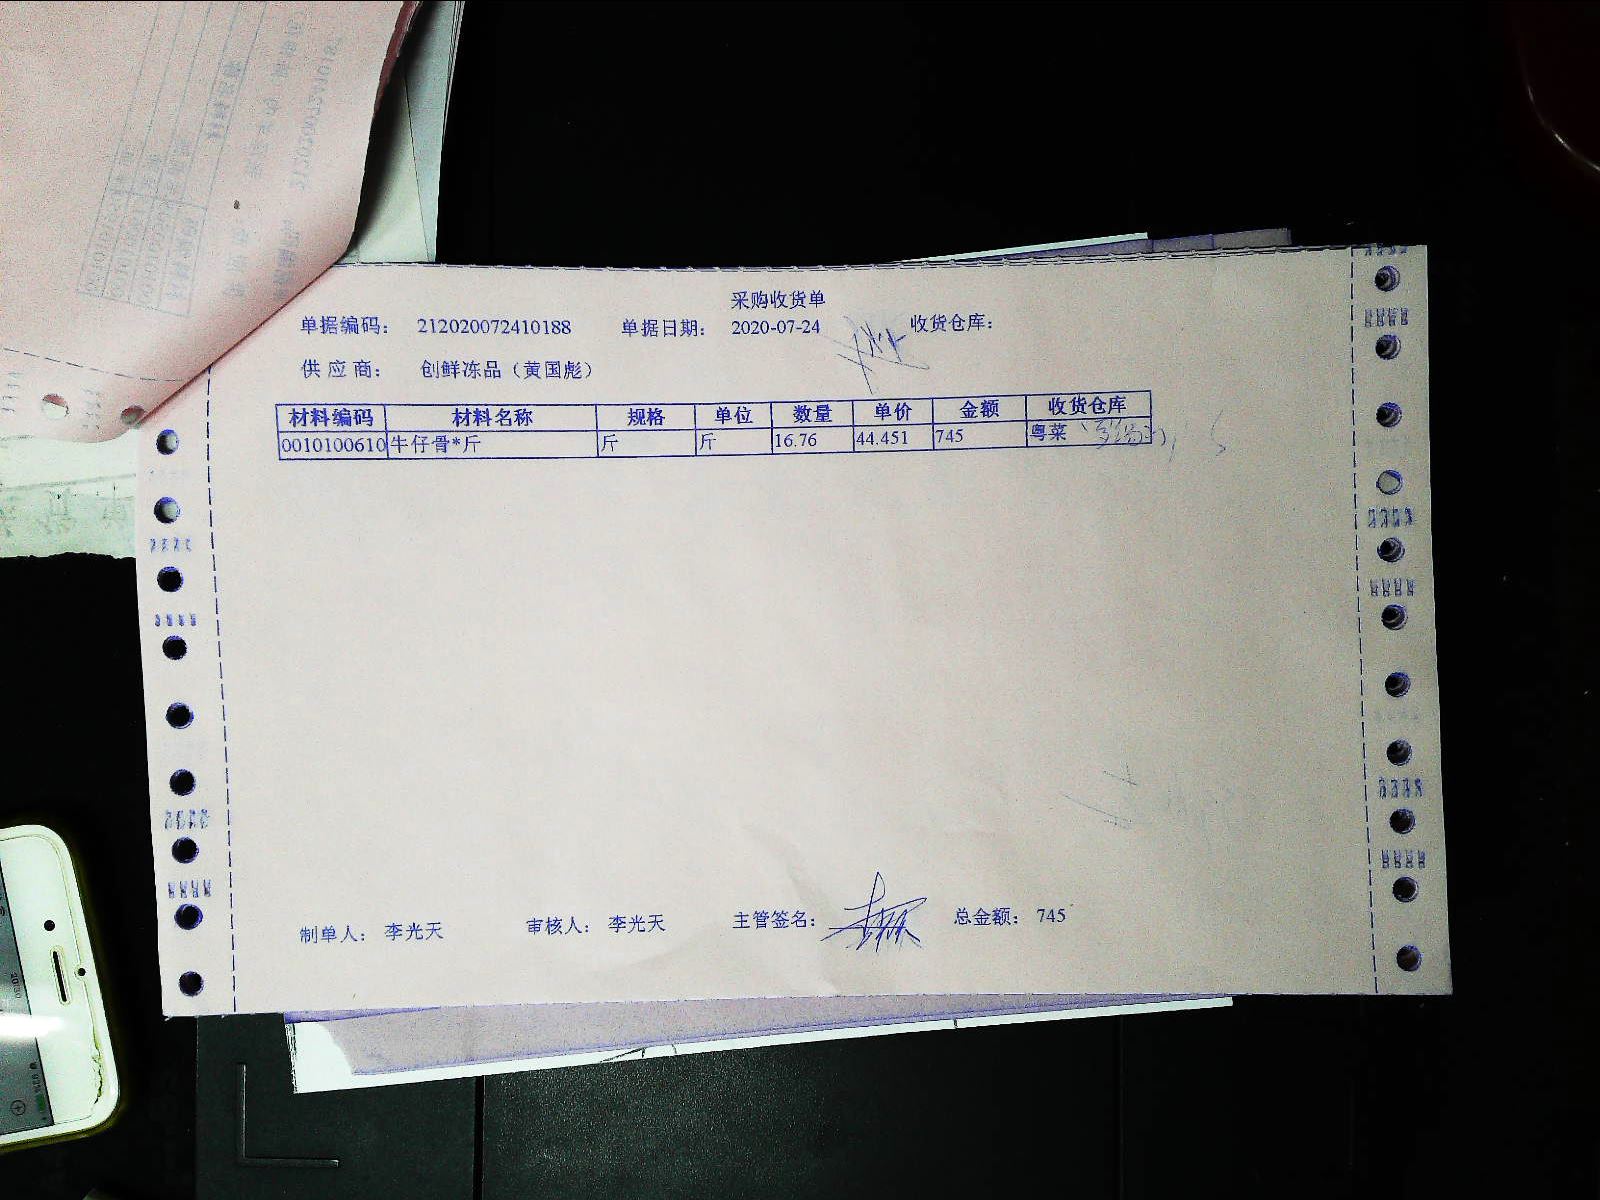 采购收货单
单据编码： 212020072410188 单据日期： 2020-07-24 收货仓库：
供应商： 创鲜冻品（黄国彪）
材料编码 材料名称 规格 单位 数量 单价 金额 收货仓库
0010100610 牛仔骨*斤 斤 斤 16.76 44.451 745 粤菜
制单人： 李光天 审核人： 李光天 主管签名： 总金额： 745